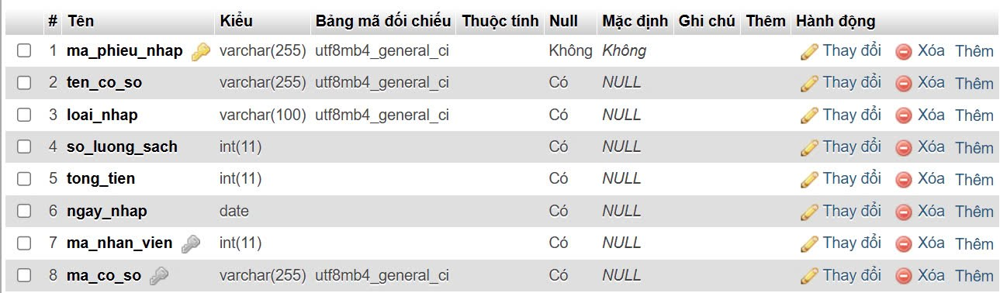 # Tên Kiểu Bảng mã đối chiếu Thuộc tính Null Mặc định Ghi chú Thêm Hành động
1 ma_phieu_nhap varchar(255) utf8mb4_general_ci Không Không Thay đổi Xóa Thêm
2 ten_co_so varchar(255) utf8mb4_general_ci Có NULL Thay đổi Xóa Thêm
3 loai_nhap varchar(100) utf8mb4_general_ci Có NULL Thay đổi Xóa Thêm
4 so_luong_sach int(11) Có NULL Thay đổi Xóa Thêm
5 tong_tien int(11) Có NULL Thay đổi Xóa Thêm
6 ngay_nhap date Có NULL Thay đổi Xóa Thêm
7 ma_nhan_vien int(11) Có NULL Thay đổi Xóa Thêm
8 ma_co_so varchar(255) utf8mb4_general_ci Có NULL Thay đổi Xóa Thêm